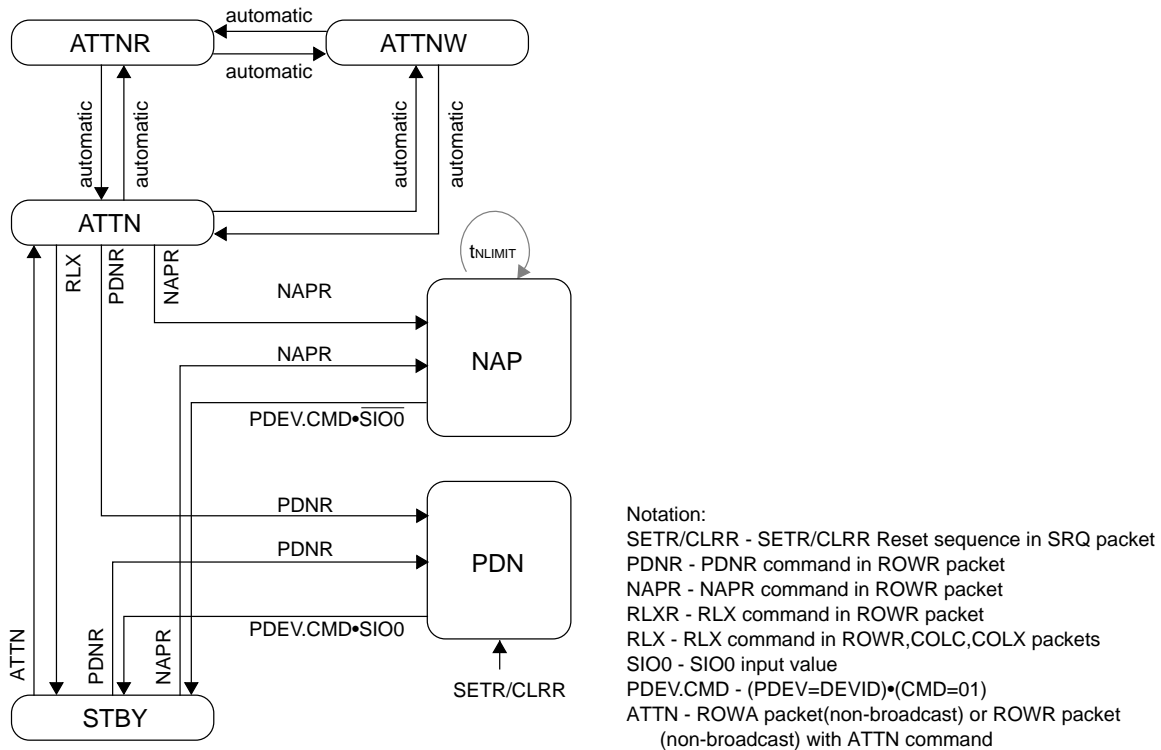 automatic
ATTNR
ATTNW
automatic
automatic
automatic
automatic
automatic
ATTN
RLX
PDNR
NAPR
tNLIMIT
NAPR
NAPR
NAP
PDEV.CMD•S̅I̅O̅0̅
PDNR
PDNR
PDN
PDEV.CMD•SIO0
ATTN
PDNR
NAPR
SETR/CLRR
STBY
Notation:
SETR/CLRR - SETR/CLRR Reset sequence in SRQ packet
PDNR - PDNR command in ROWR packet
NAPR - NAPR command in ROWR packet
RLXR - RLX command in ROWR packet
RLX - RLX command in ROWR,COLC,COLX packets
SIO0 - SIO0 input value
PDEV.CMD - (PDEV=DEVID)•(CMD=01)
ATTN - ROWA packet(non-broadcast) or ROWR packet
(non-broadcast) with ATTN command